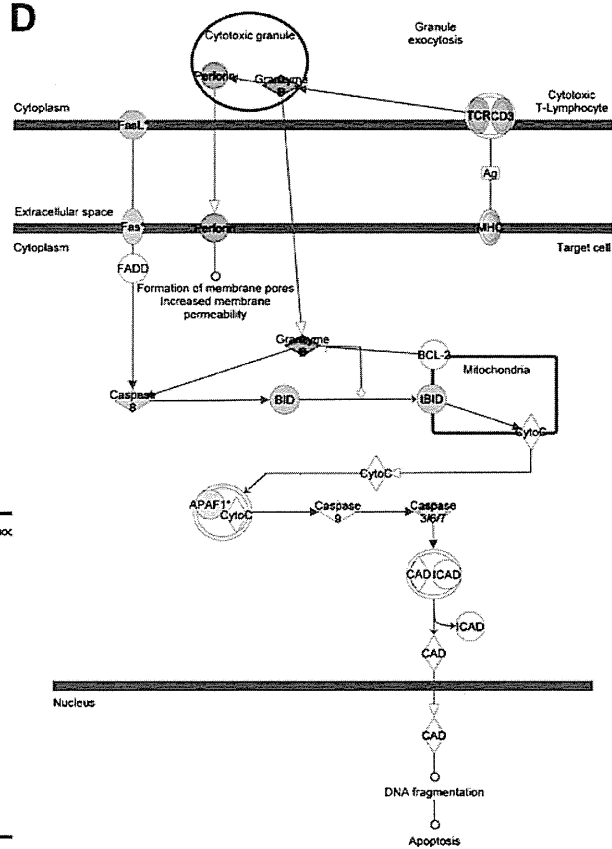 D
Cytotoxic granule
Granule
exocytosis
Perforin
Granzyme
B
Cytoplasm
Cytotoxic
T-Lymphocyte
FasL*
TCR
CD3
Ag
Extracellular space
Fas*
Perforin
MHC
Cytoplasm
Target cell
FADD
Formation of membrane pores
Increased membrane
permeability
Granzyme
B
BCL-2
Mitochondria
Caspase
8
BID
tBID
CytoC
CytoC
APAF1*
CytoC
Caspase
9
Caspase
3/6/7
CAD
ICAD
ICAD
CAD
Nucleus
CAD
DNA fragmentation
Apoptosis